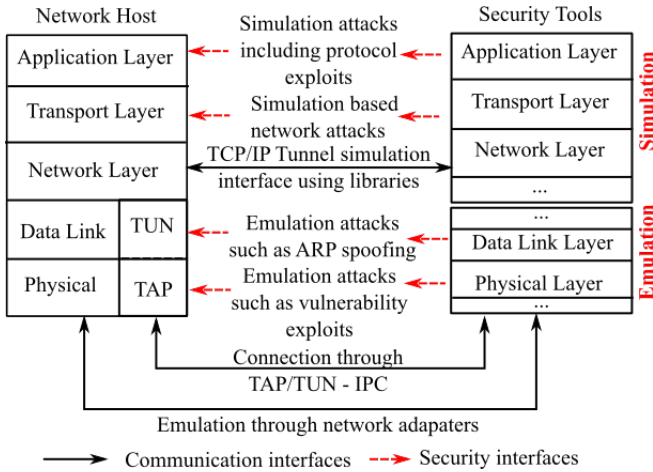 Network Host
Security Tools
Application Layer
Transport Layer
Network Layer
Data Link
TUN
Physical
TAP
Simulation attacks
including protocol
exploits
Simulation based
network attacks
TCP/IP Tunnel simulation
interface using libraries
Emulation attacks
such as ARP spoofing
Emulation attacks
such as vulnerability
exploits
Connection through
TAP/TUN - IPC
Emulation through network adapaters
Application Layer
Transport Layer
Network Layer
...
...
Data Link Layer
Physical Layer
...
Simulation
Emulation
Communication interfaces
Security interfaces